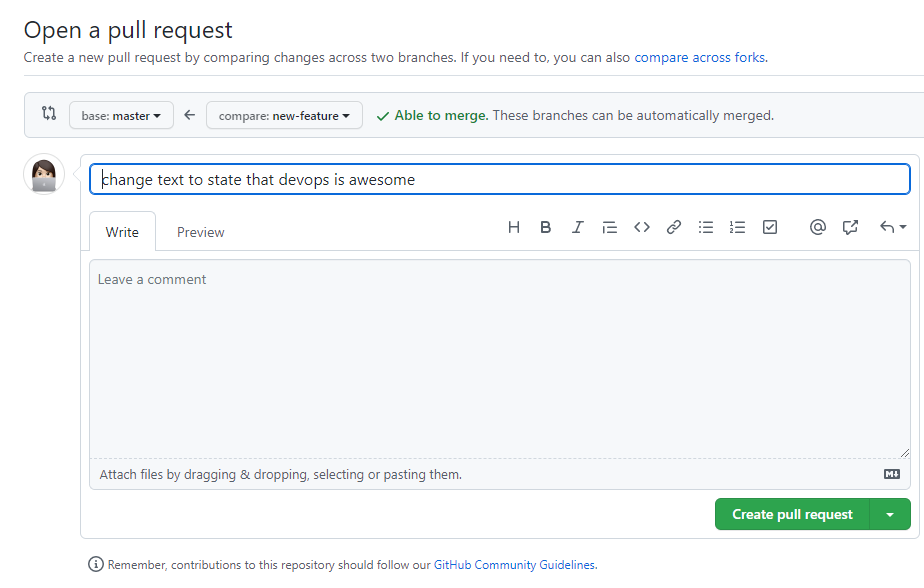 Open a pull request
Create a new pull request by comparing changes across two branches. If you need to, you can also compare across forks.
base: master compare: new-feature Able to merge. These branches can be automatically merged.
change text to state that devops is awesome
Write Preview H B I @
Leave a comment
Attach files by dragging & dropping, selecting or pasting them. M
Create pull request
Remember, contributions to this repository should follow our GitHub Community Guidelines.